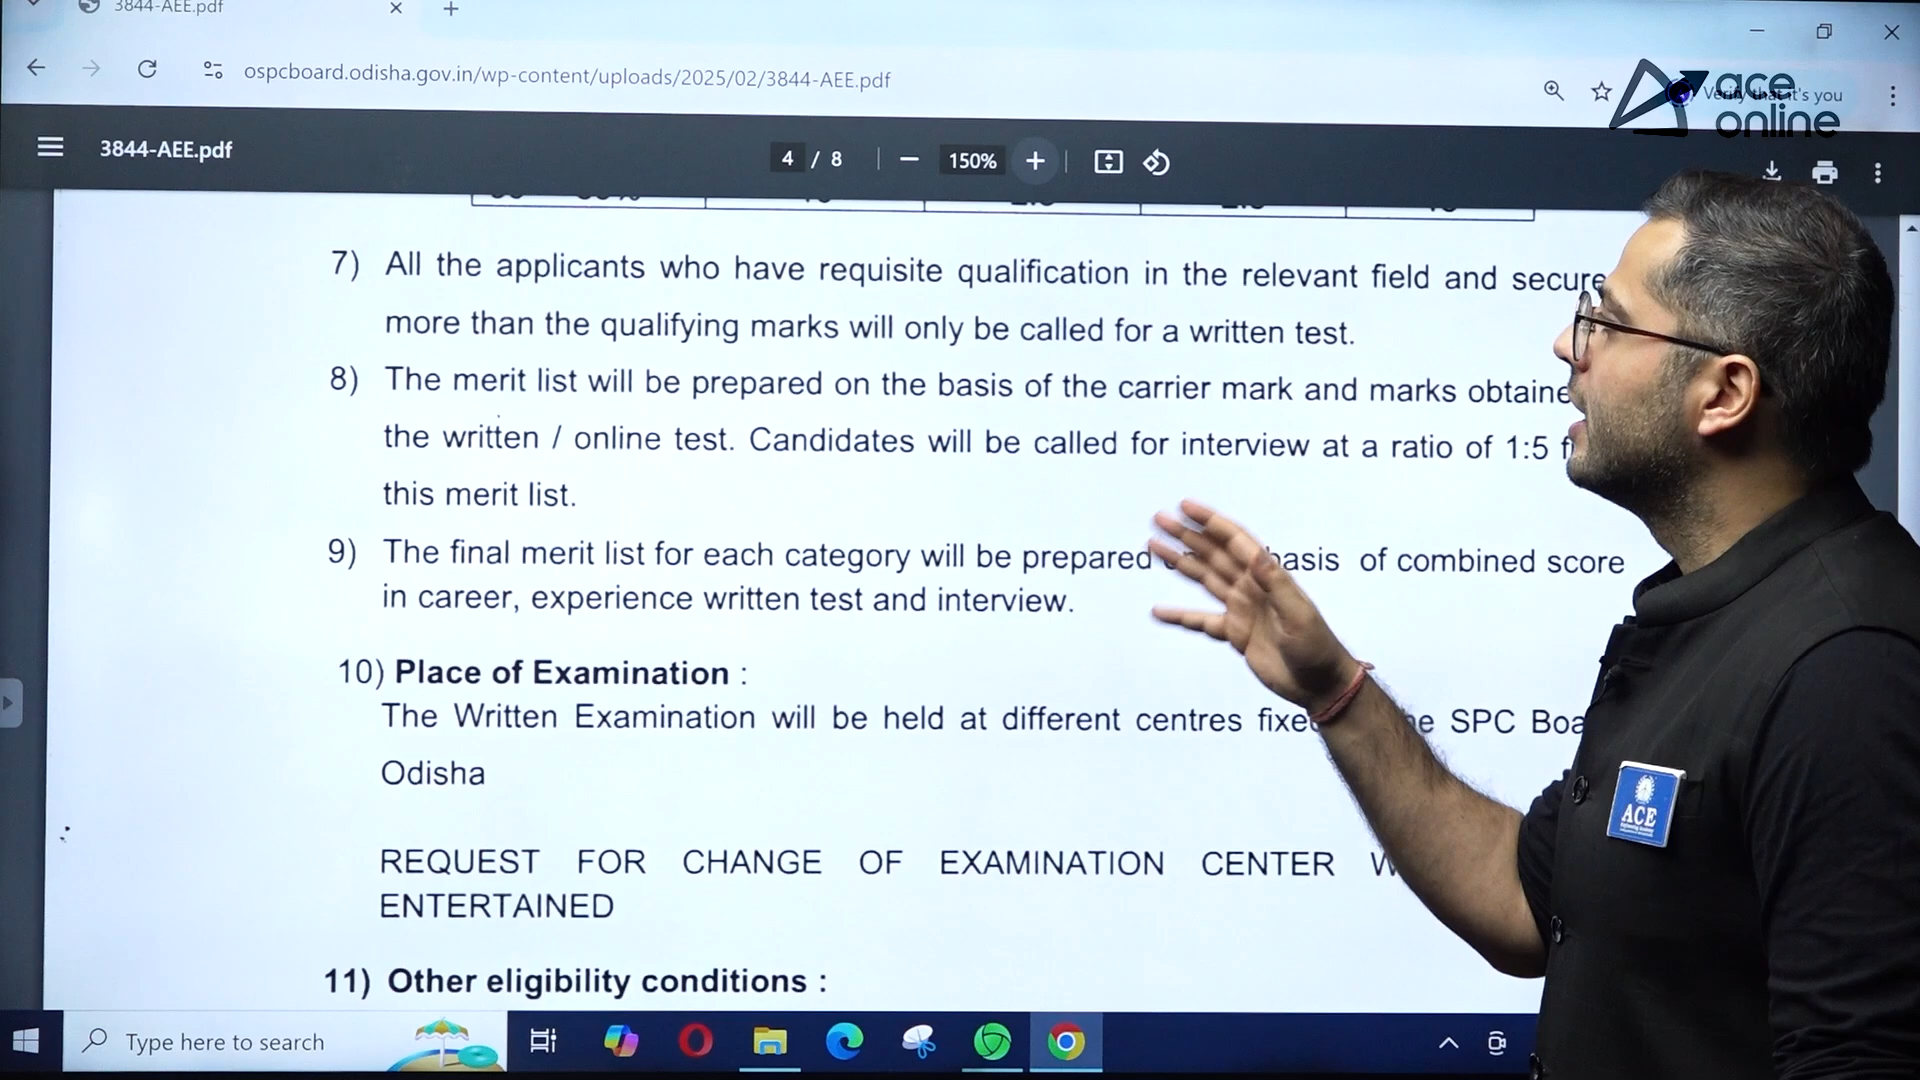 3844-AEE.pdf
ospcboard.odisha.gov.in/wp-content/uploads/2025/02/3844-AEE.pdf
Verify that it's you
ace
online
3844-AEE.pdf
4 / 8
150%
7) All the applicants who have requisite qualification in the relevant field and secure
more than the qualifying marks will only be called for a written test.
8) The merit list will be prepared on the basis of the carrier mark and marks
the written / online test. Candidates will be called for interview at a ratio of 1:5
this merit list.
9) The final merit list for each category will be prepared of combined score
in career, experience written test and interview.
10) Place of Examination :
The Written Examination will be held at different centres SPC
Odisha
REQUEST FOR CHANGE OF EXAMINATION CENTER
ENTERTAINED
11) Other eligibility conditions :
ACE
Type here to search